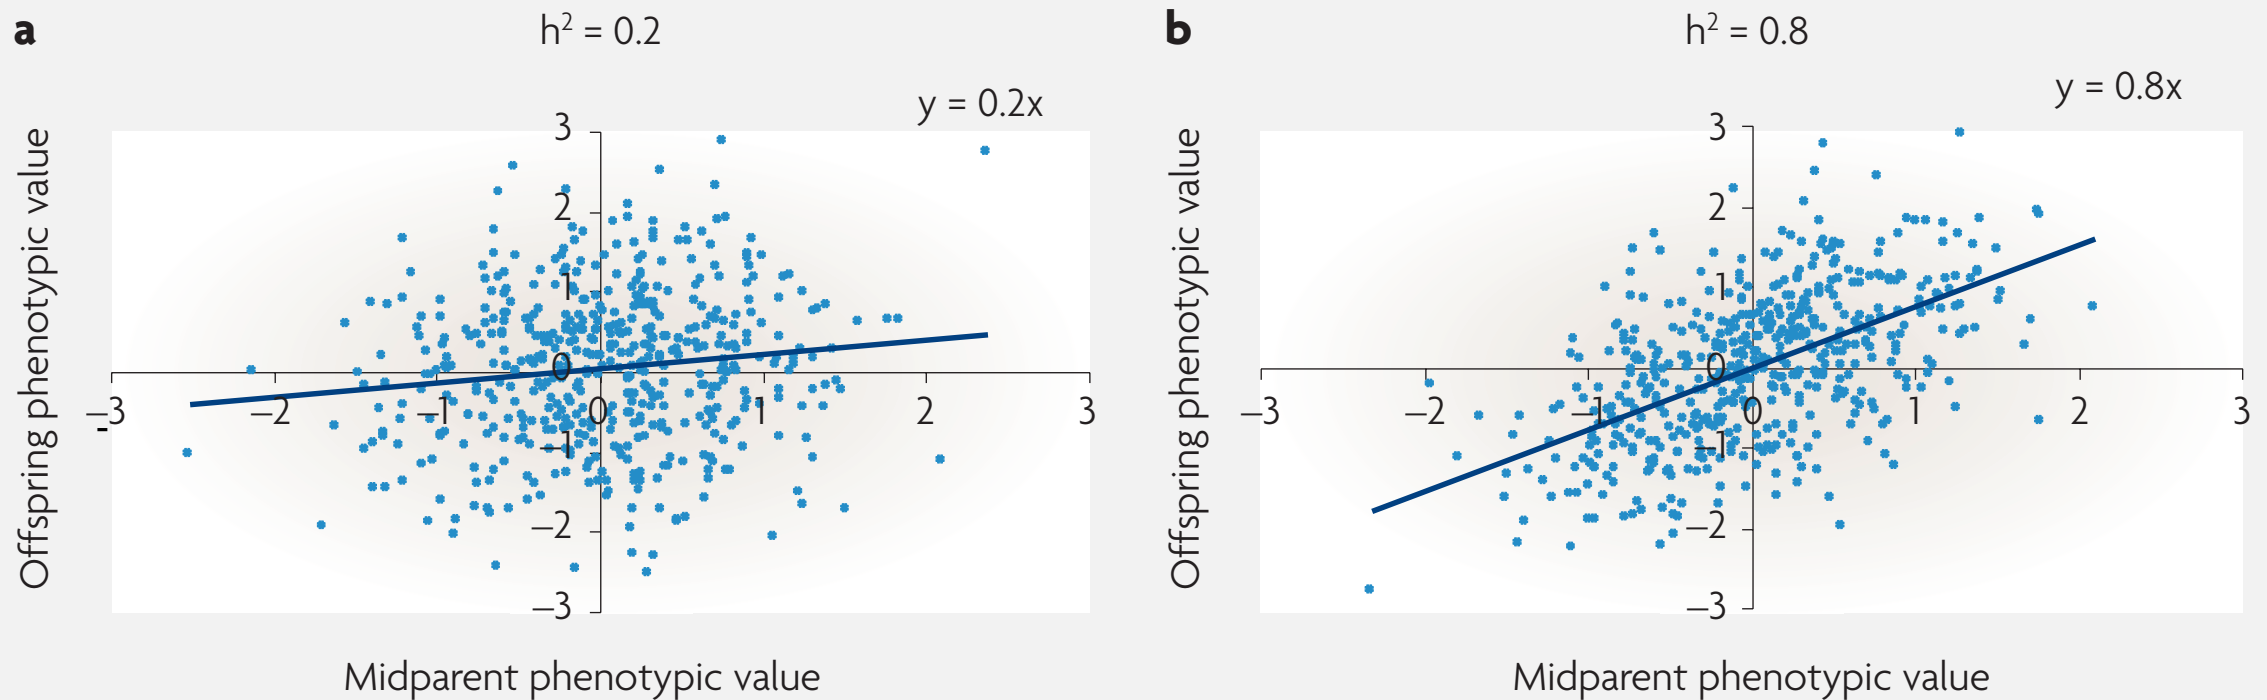 a
h² = 0.2
y = 0.2x
Offspring phenotypic value
3
2
1
0
−1
−2
−3
−3
-
−2
−1
0
1
2
3
Midparent phenotypic value
b
h² = 0.8
y = 0.8x
Offspring phenotypic value
3
2
1
0
−1
−2
−3
−3
−2
−1
0
1
2
3
Midparent phenotypic value